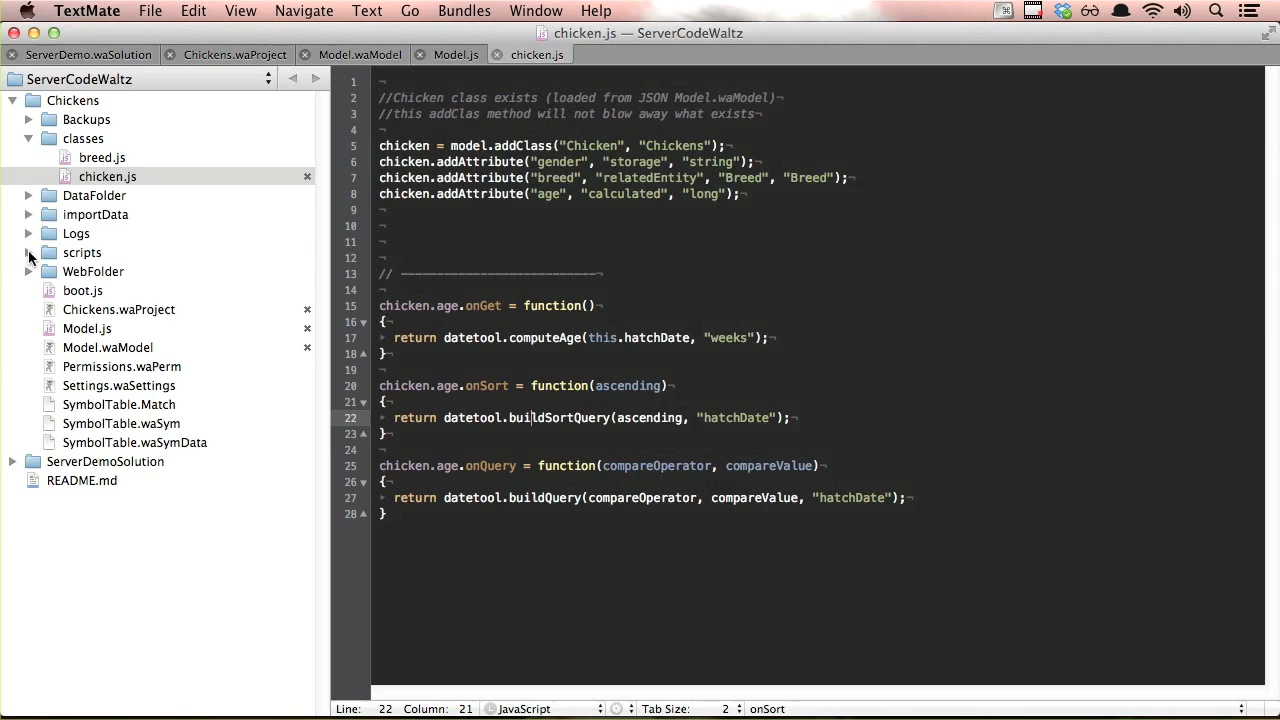 TextMate File Edit View Navigate Text Go Bundles Window Help
chicken.js — ServerCodeWaltz
ServerDemo.waSolution Chickens.waProject Model.waModel Model.js chicken.js
ServerCodeWaltz
Chickens
Backups
classes
breed.js
chicken.js
DataFolder
importData
Logs
scripts
WebFolder
boot.js
Chickens.waProject
Model.js
Model.waModel
Permissions.waPerm
Settings.waSettings
SymbolTable.Match
SymbolTable.waSym
SymbolTable.waSymData
ServerDemoSolution
README.md
1 ¬
2 //Chicken class exists (loaded from JSON Model.waModel)¬
3 //this addClas method will not blow away what exists¬
4 ¬
5 chicken = model.addClass("Chicken", "Chickens");¬
6 chicken.addAttribute("gender", "storage", "string");¬
7 chicken.addAttribute("breed", "relatedEntity", "Breed", "Breed");¬
8 chicken.addAttribute("age", "calculated", "long");¬
9 ¬
10 ¬
11 ¬
12 ¬
13 // ---------------------------¬
14 ¬
15 chicken.age.onGet = function()¬
16 {¬
17 return datetool.computeAge(this.hatchDate, "weeks");¬
18 }¬
19 ¬
20 chicken.age.onSort = function(ascending)¬
21 {¬
22 return datetool.buildSortQuery(ascending, "hatchDate");¬
23 }¬
24 ¬
25 chicken.age.onQuery = function(compareOperator, compareValue)¬
26 {¬
27 return datetool.buildQuery(compareOperator, compareValue, "hatchDate");¬
28 }
Line: 22 Column: 21 JavaScript Tab Size: 2 onSort